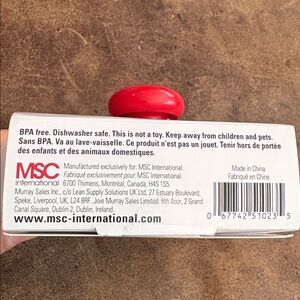 BPA free. Dishwasher safe. This is not a toy. Keep away from children and pets.
Sans BPA. Va au lave-vaisselle. Ce produit n'est pas un jouet. Tenir hors de portée
des enfants et des animaux domestiques.
MSC
international
Manufactured exclusively for: MSC International.
Fabriqué exclusivement pour: MSC International.
6700 Thimens, Montréal, Canada, H4S 1S5.
Murray Sales Inc., c/o Lean Supply Solutions UK Ltd, 27 Estuary Boulevard,
Speke, Liverpool, UK, L24 8RF. Joie Murray Sales Limited. 6th floor, 2 Grand
Canal Square, Dublin 2, Dublin, Ireland.
www.msc-international.com
Made in China
Fabriqué en Chine
0 67742 51023 5